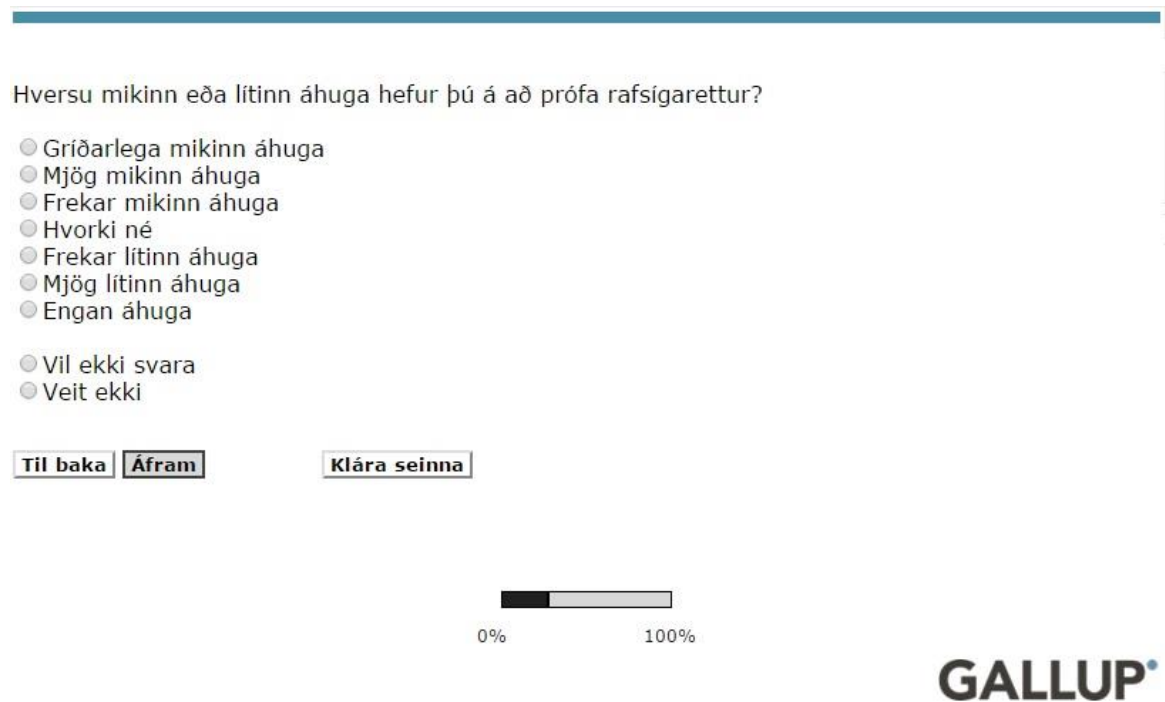 Hversu mikinn eða lítinn áhuga hefur þú á að prófa rafsígarettur?
Gríðarlega mikinn áhuga
Mjög mikinn áhuga
Frekar mikinn áhuga
Hvorki né
Frekar lítinn áhuga
Mjög lítinn áhuga
Engan áhuga
Vil ekki svara
Veit ekki
Til baka Áfram Klára seinna
0% 100%
GALLUP